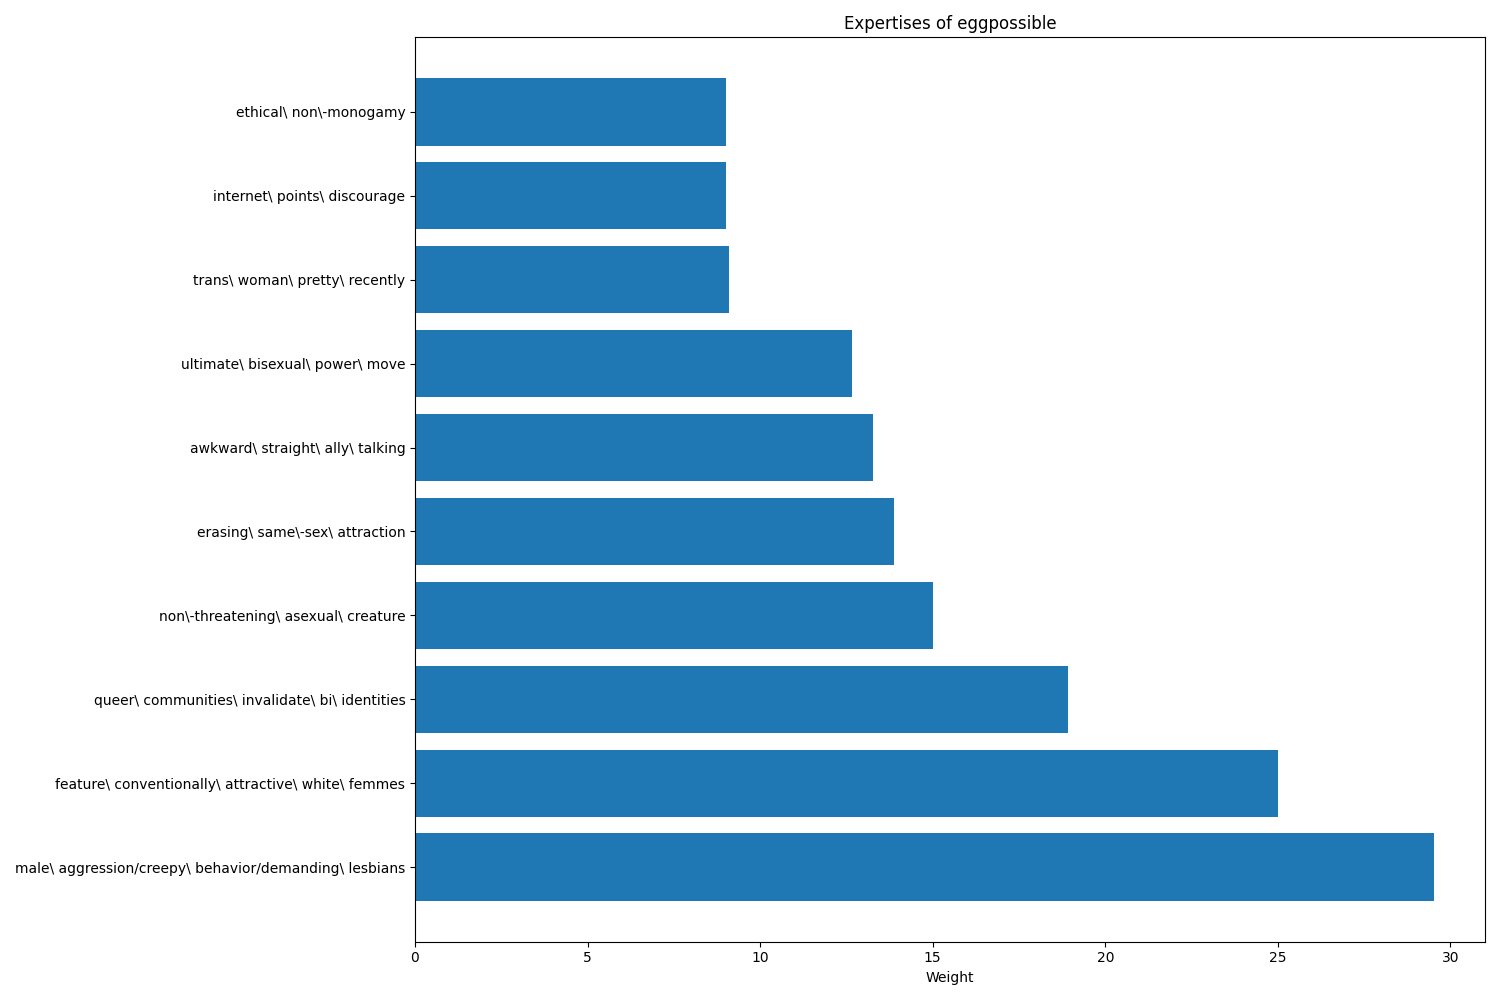 Expertises of eggpossible
ethical\ non\-monogamy
internet\ points\ discourage
trans\ woman\ pretty\ recently
ultimate\ bisexual\ power\ move
awkward\ straight\ ally\ talking
erasing\ same\-sex\ attraction
non\-threatening\ asexual\ creature
queer\ communities\ invalidate\ bi\ identities
feature\ conventionally\ attractive\ white\ femmes
male\ aggression/creepy\ behavior/demanding\ lesbians
0 5 10 15 20 25 30
Weight